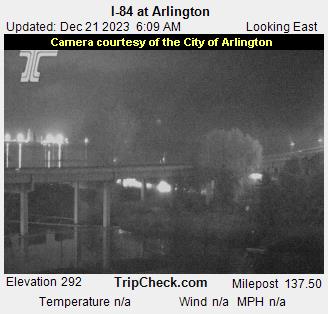 I-84 at Arlington
Updated: Dec 21 2023 6:09 AM Looking East
Camera courtesy of the City of Arlington
Elevation 292 TripCheck.com Milepost 137.50
Temperature n/a Wind n/a MPH n/a